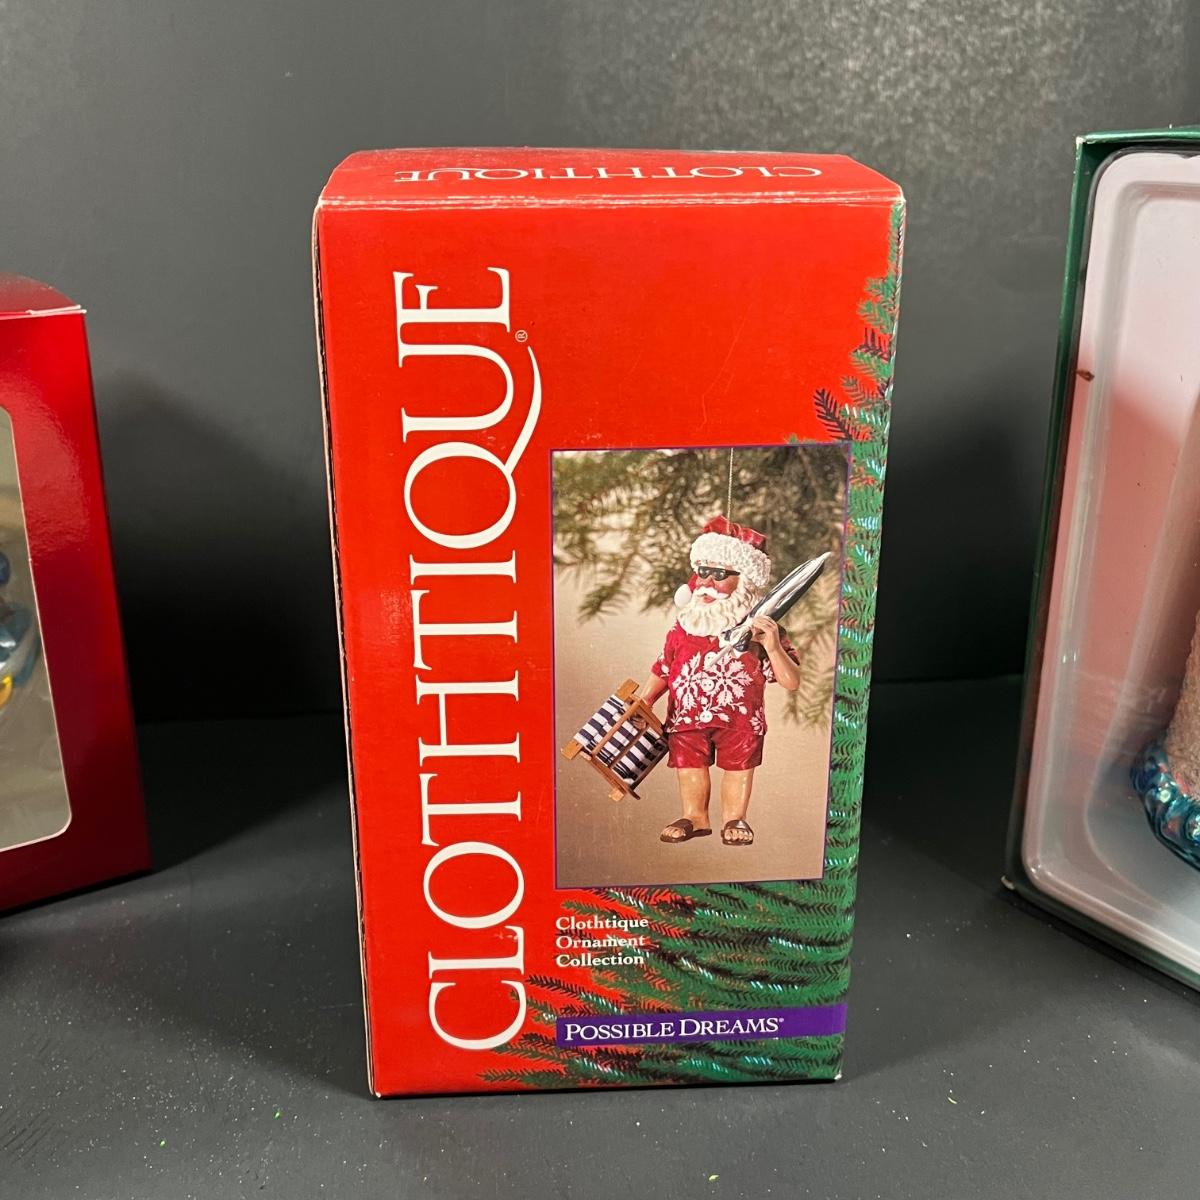 CLOTHTIQUE
CLOTHTIQUE®
Clothtique
Ornament
Collection
POSSIBLE DREAMS®